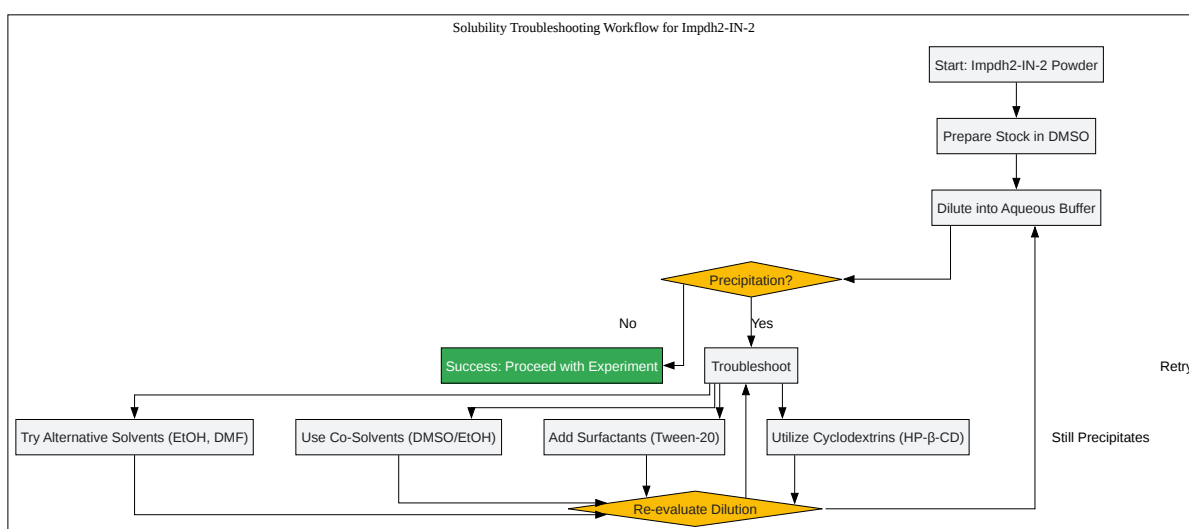 Solubility Troubleshooting Workflow for Impdh2-IN-2
Start: Impdh2-IN-2 Powder
Prepare Stock in DMSO
Dilute into Aqueous Buffer
Precipitation?
No
Yes
Success: Proceed with Experiment
Troubleshoot
Retry
Try Alternative Solvents (EtOH, DMF)
Use Co-Solvents (DMSO/EtOH)
Add Surfactants (Tween-20)
Utilize Cyclodextrins (HP-β-CD)
Still Precipitates
Re-evaluate Dilution